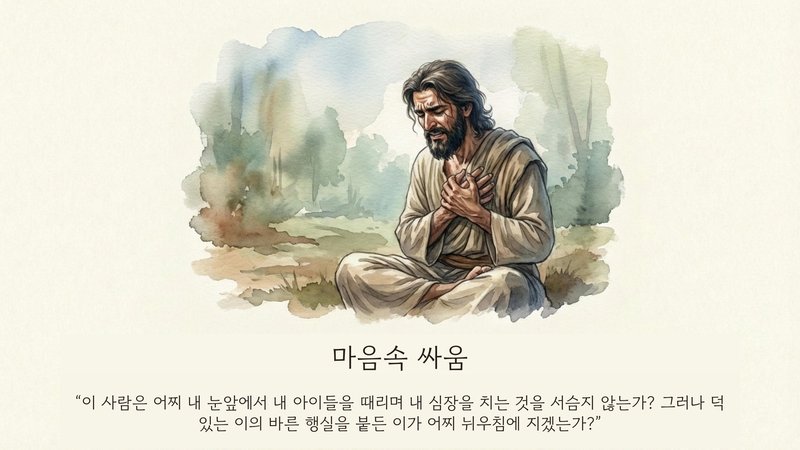 마음속 싸움
“이 사람은 어찌 내 눈앞에서 내 아이들을 때리며 내 심장을 치는 것을 서슴지 않는가? 그러나 덕
있는 이의 바른 행실을 붙든 이가 어찌 뉘우침에 지겠는가?”